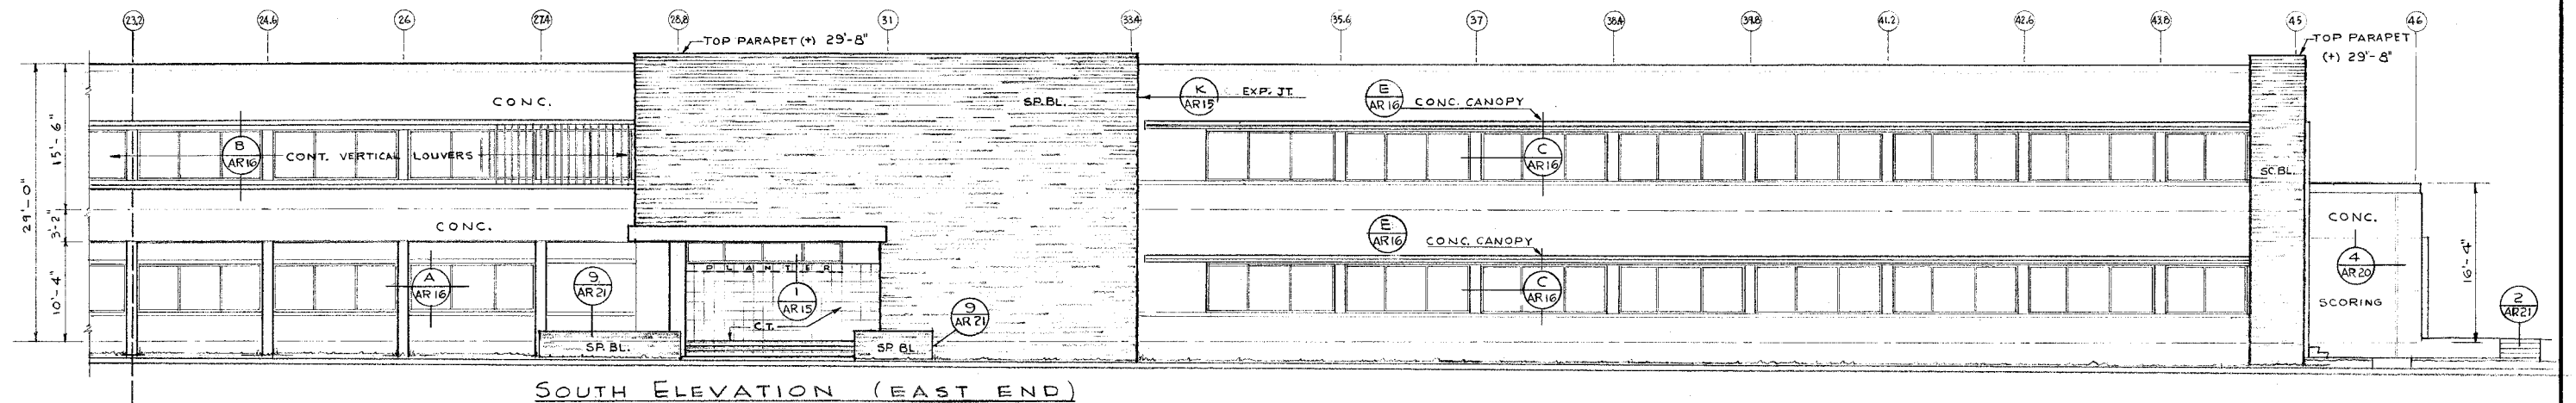 23.2 24.6 26 27.4 28.8 31 33.4 35.6 37 38.4 39.8 41.2 42.6 43.8 45 46
TOP PARAPET (+) 29'-8"
TOP PARAPET
(+) 29'-8"
CONC.
SP. BL.
K
AR15
EXP. JT.
E
AR16
CONC. CANOPY
29'-0"
15'-6"
3'-2"
10'-4"
B
AR16
CONT. VERTICAL LOUVERS
C
AR16
SC. BL.
CONC.
CONC.
E
AR16
CONC. CANOPY
PLANTER
A
AR16
9
AR21
1
AR15
C.T.
9
AR21
C
AR16
4
AR20
SCORING
16'-4"
2
AR21
SP. BL.
SP. BL.
SOUTH ELEVATION (EAST END)